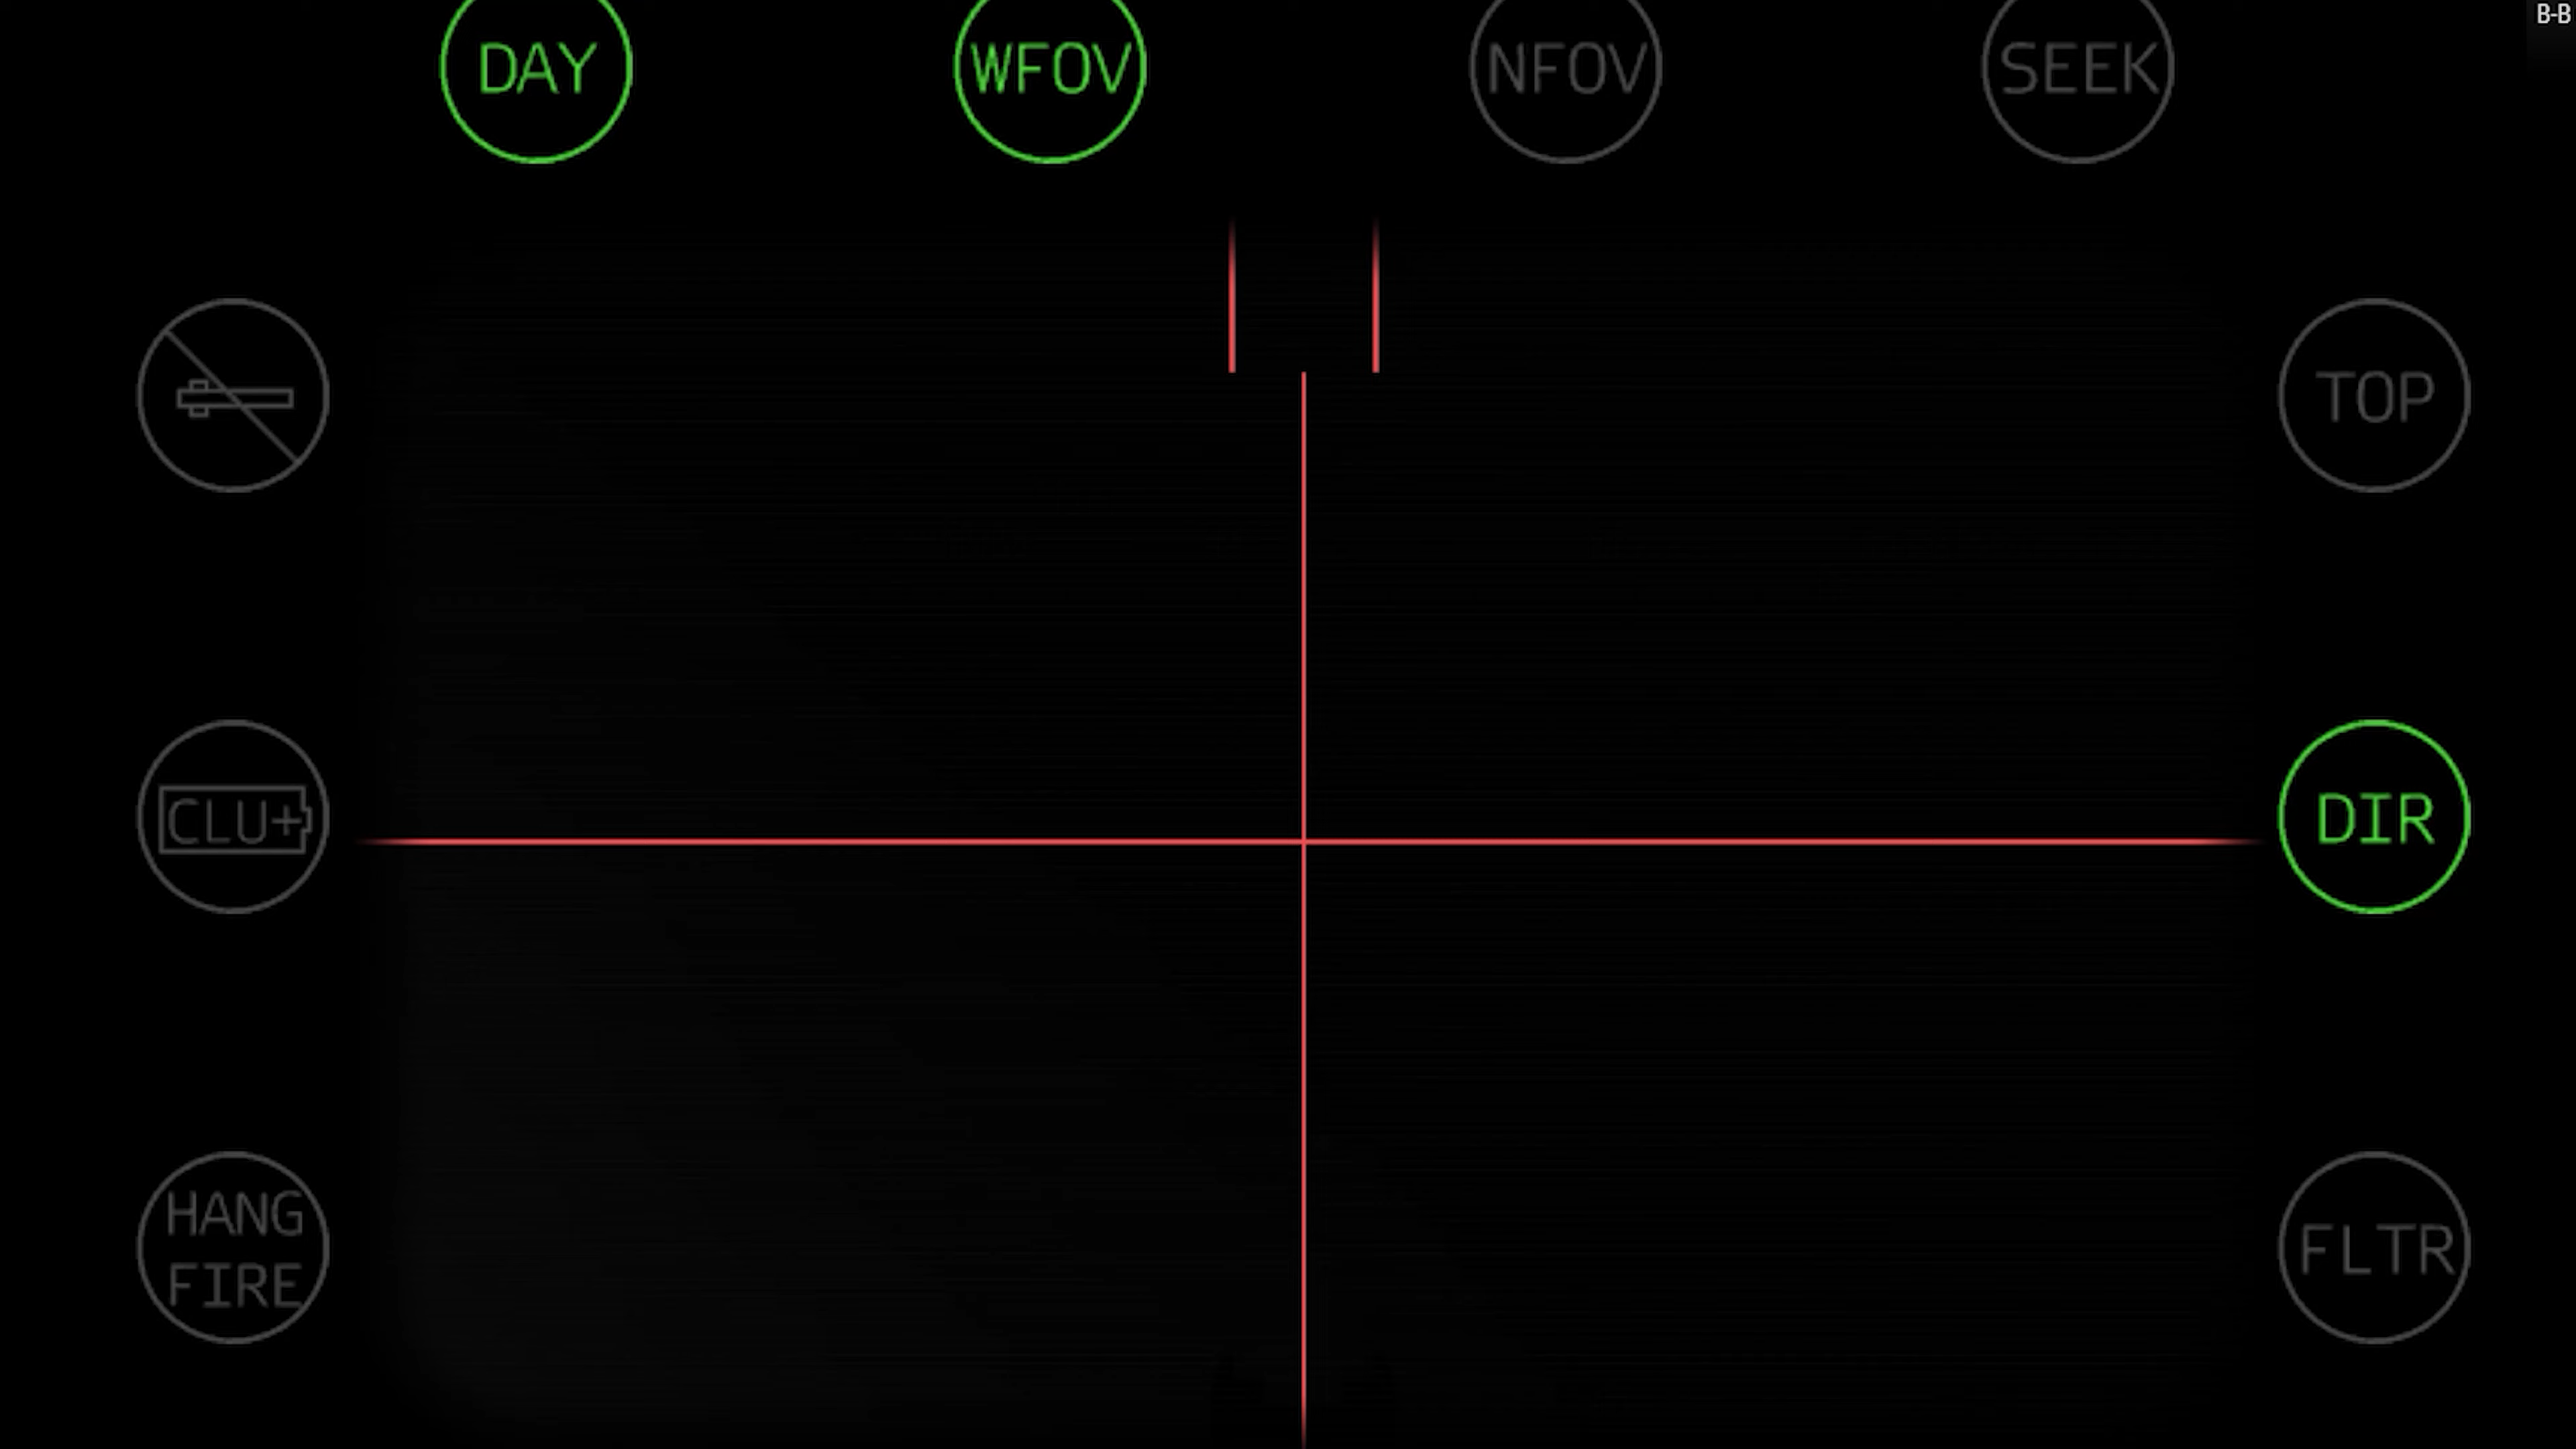 B-B
DAY
WFOV
NFOV
SEEK
TOP
CLU+
DIR
HANG
FIRE
FLTR